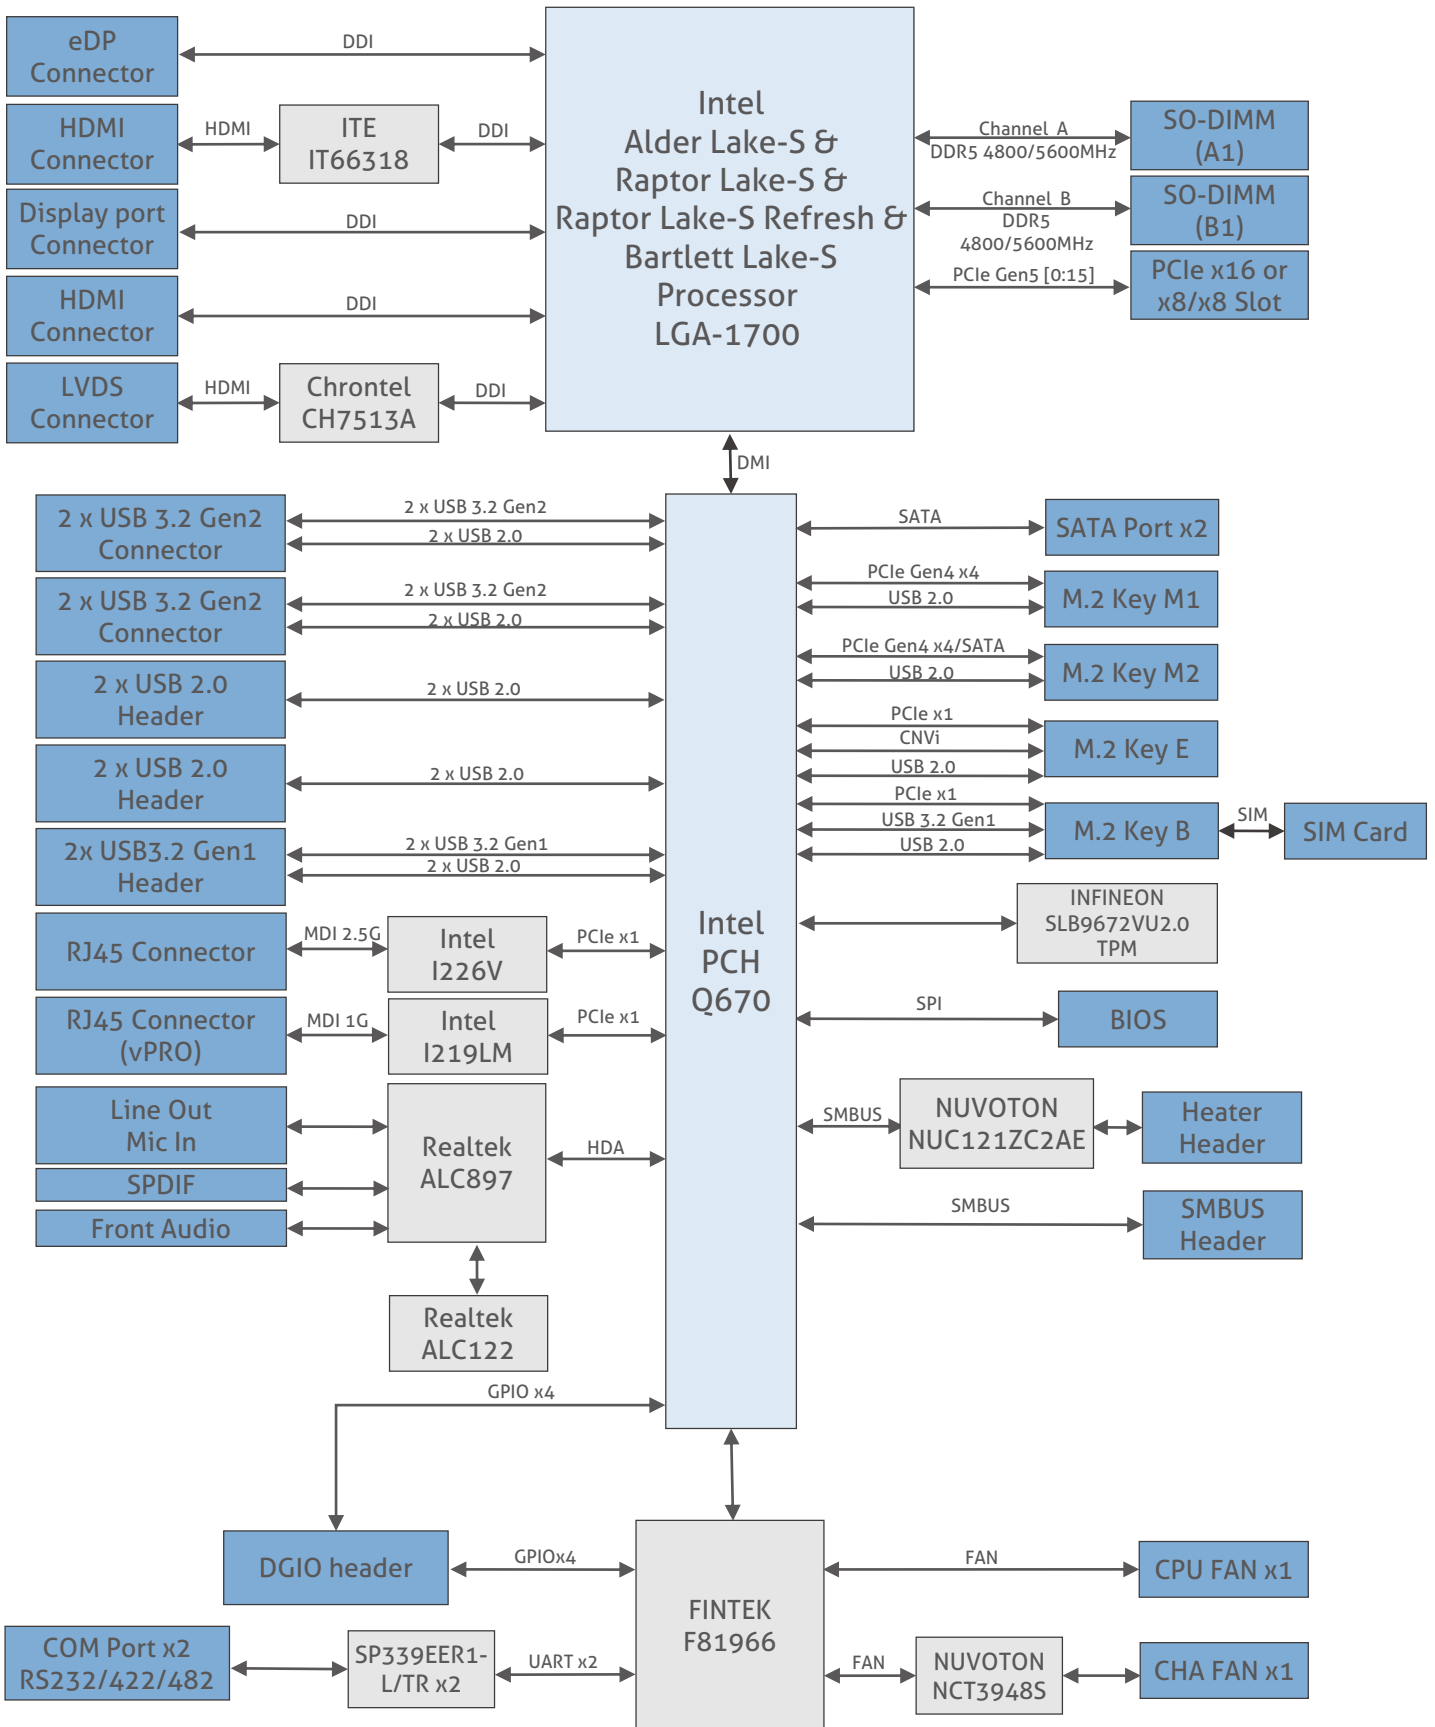 eDP
Connector
DDI
HDMI
Connector
HDMI
ITE
IT66318
DDI
Display port
Connector
DDI
HDMI
Connector
DDI
LVDS
Connector
HDMI
Chrontel
CH7513A
DDI
Intel
Alder Lake-S &
Raptor Lake-S &
Raptor Lake-S Refresh &
Bartlett Lake-S
Processor
LGA-1700
Channel A
DDR5 4800/5600MHz
SO-DIMM
(A1)
Channel B
DDR5
4800/5600MHz
SO-DIMM
(B1)
PCIe Gen5 [0:15]
PCIe x16 or
x8/x8 Slot
DMI
2 x USB 3.2 Gen2
Connector
2 x USB 3.2 Gen2
2 x USB 2.0
2 x USB 3.2 Gen2
Connector
2 x USB 3.2 Gen2
2 x USB 2.0
2 x USB 2.0
Header
2 x USB 2.0
2 x USB 2.0
Header
2 x USB 2.0
2x USB3.2 Gen1
Header
2 x USB 3.2 Gen1
2 x USB 2.0
RJ45 Connector
MDI 2.5G
Intel
I226V
PCIe x1
RJ45 Connector
(vPRO)
MDI 1G
Intel
I219LM
PCIe x1
Line Out
Mic In
SPDIF
Front Audio
Realtek
ALC897
HDA
Realtek
ALC122
GPIO x4
Intel
PCH
Q670
SATA
SATA Port x2
PCIe Gen4 x4
USB 2.0
M.2 Key M1
PCIe Gen4 x4/SATA
USB 2.0
M.2 Key M2
PCIe x1
CNVi
USB 2.0
M.2 Key E
PCIe x1
USB 3.2 Gen1
USB 2.0
M.2 Key B
SIM
SIM Card
INFINEON
SLB9672VU2.0
TPM
SPI
BIOS
SMBUS
NUVOTON
NUC121ZC2AE
Heater
Header
SMBUS
SMBUS
Header
DGIO header
GPIOx4
FINTEK
F81966
FAN
CPU FAN x1
COM Port x2
RS232/422/482
SP339EER1-
L/TR x2
UART x2
FAN
NUVOTON
NCT3948S
CHA FAN x1